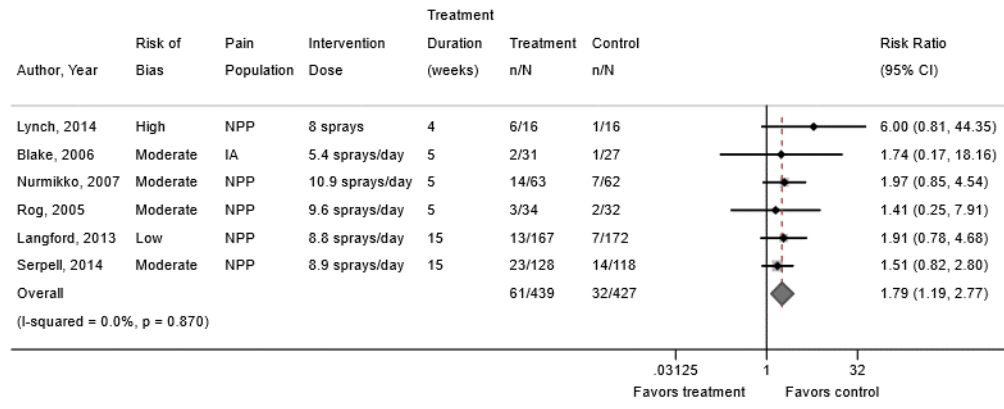 Treatment
Risk of Pain Intervention Duration Treatment Control Risk Ratio
Author, Year Bias Population Dose (weeks) n/N n/N (95% CI)
Lynch, 2014 High NPP 8 sprays 4 6/16 1/16 6.00 (0.81, 44.35)
Blake, 2006 Moderate IA 5.4 sprays/day 5 2/31 1/27 1.74 (0.17, 18.16)
Nurmikko, 2007 Moderate NPP 10.9 sprays/day 5 14/63 7/62 1.97 (0.85, 4.54)
Rog, 2005 Moderate NPP 9.6 sprays/day 5 3/34 2/32 1.41 (0.25, 7.91)
Langford, 2013 Low NPP 8.8 sprays/day 15 13/167 7/172 1.91 (0.78, 4.68)
Serpell, 2014 Moderate NPP 8.9 sprays/day 15 23/128 14/118 1.51 (0.82, 2.80)
Overall 61/439 32/427 1.79 (1.19, 2.77)
(I-squared = 0.0%, p = 0.870)
.03125 1 32
Favors treatment Favors control